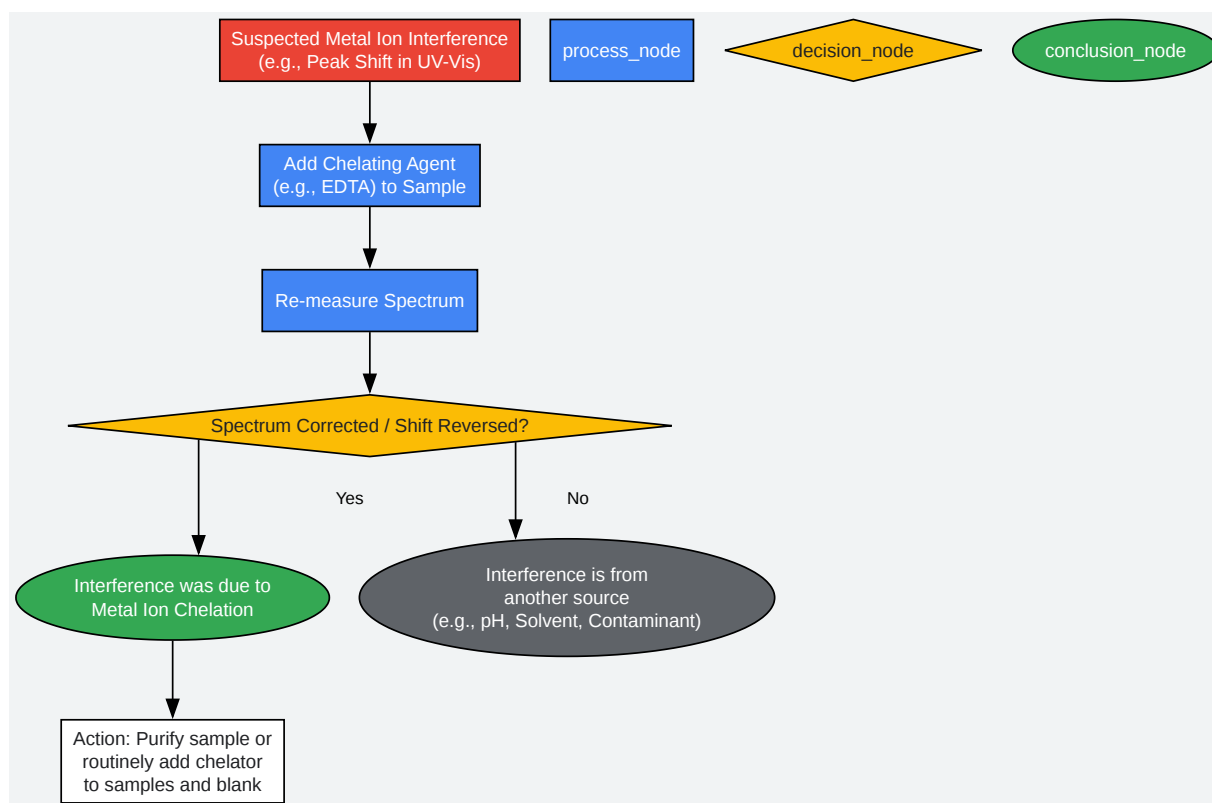 Suspected Metal Ion Interference
(e.g., Peak Shift in UV-Vis)
process_node
decision_node
conclusion_node
Add Chelating Agent
(e.g., EDTA) to Sample
Re-measure Spectrum
Spectrum Corrected / Shift Reversed?
Yes
No
Interference was due to
Metal Ion Chelation
Interference is from
another source
(e.g., pH, Solvent, Contaminant)
Action: Purify sample or
routinely add chelator
to samples and blank